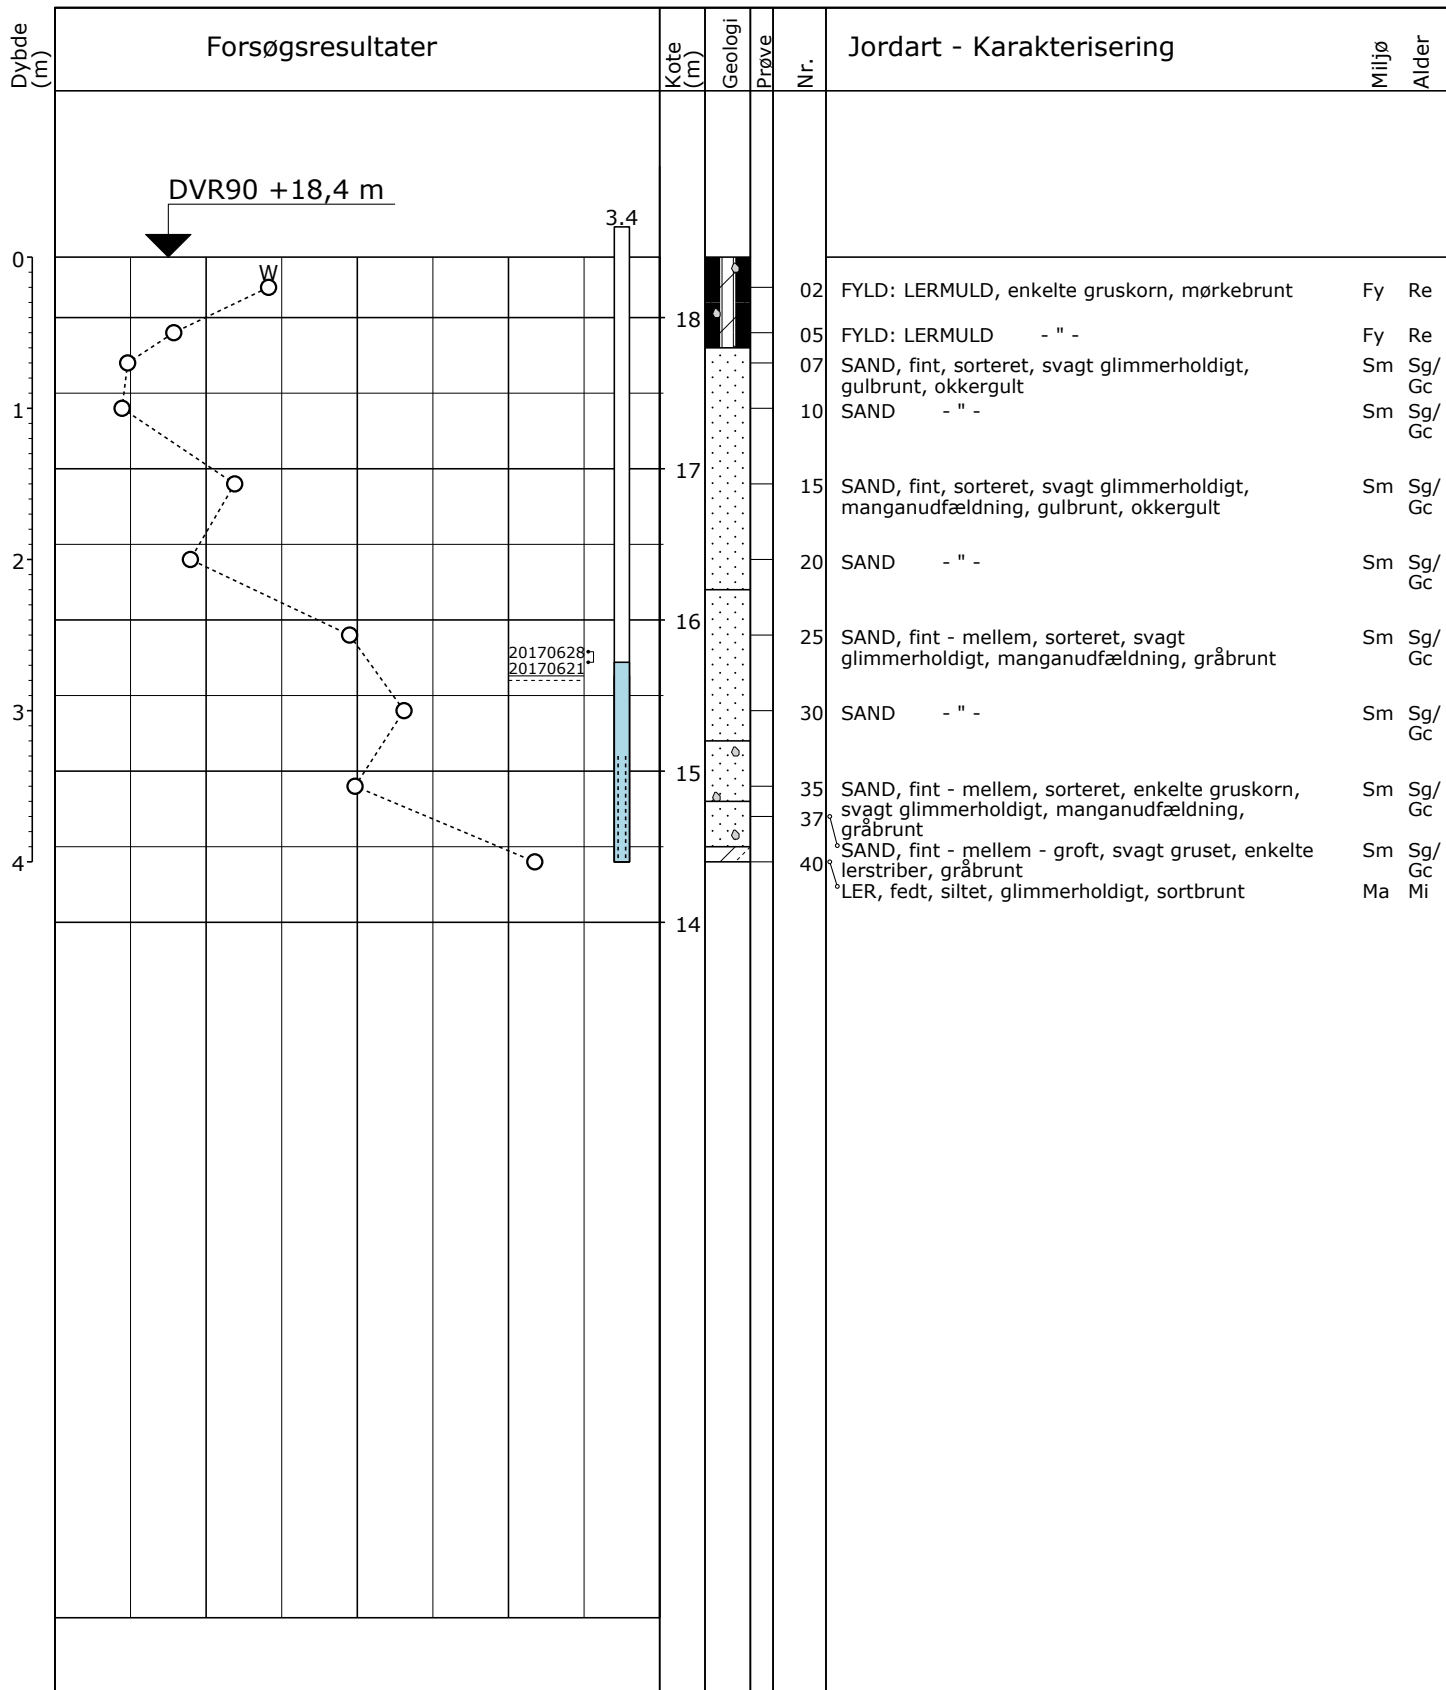 Dybde
(m)
Forsøgsresultater
Kote
(m)
Geologi
Prøve
Nr.
Jordart - Karakterisering
Miljø
Alder
DVR90 +18,4 m
3.4
0
W
02 FYLD: LERMULD, enkelte gruskorn, mørkebrunt Fy Re
18
05 FYLD: LERMULD - " - Fy Re
07 SAND, fint, sorteret, svagt glimmerholdigt, Sm Sg/
gulbrunt, okkergult Gc
1
10 SAND - " - Sm Sg/
Gc
17
15 SAND, fint, sorteret, svagt glimmerholdigt, Sm Sg/
manganudfældning, gulbrunt, okkergult Gc
2
20 SAND - " - Sm Sg/
Gc
16
25 SAND, fint - mellem, sorteret, svagt Sm Sg/
glimmerholdigt, manganudfældning, gråbrunt Gc
20170628
20170621
3
30 SAND - " - Sm Sg/
Gc
15
35 SAND, fint - mellem, sorteret, enkelte gruskorn, Sm Sg/
svagt glimmerholdigt, manganudfældning, Gc
37
gråbrunt
SAND, fint - mellem - groft, svagt gruset, enkelte Sm Sg/
4
40
lerstriber, gråbrunt Gc
LER, fedt, siltet, glimmerholdigt, sortbrunt Ma Mi
14